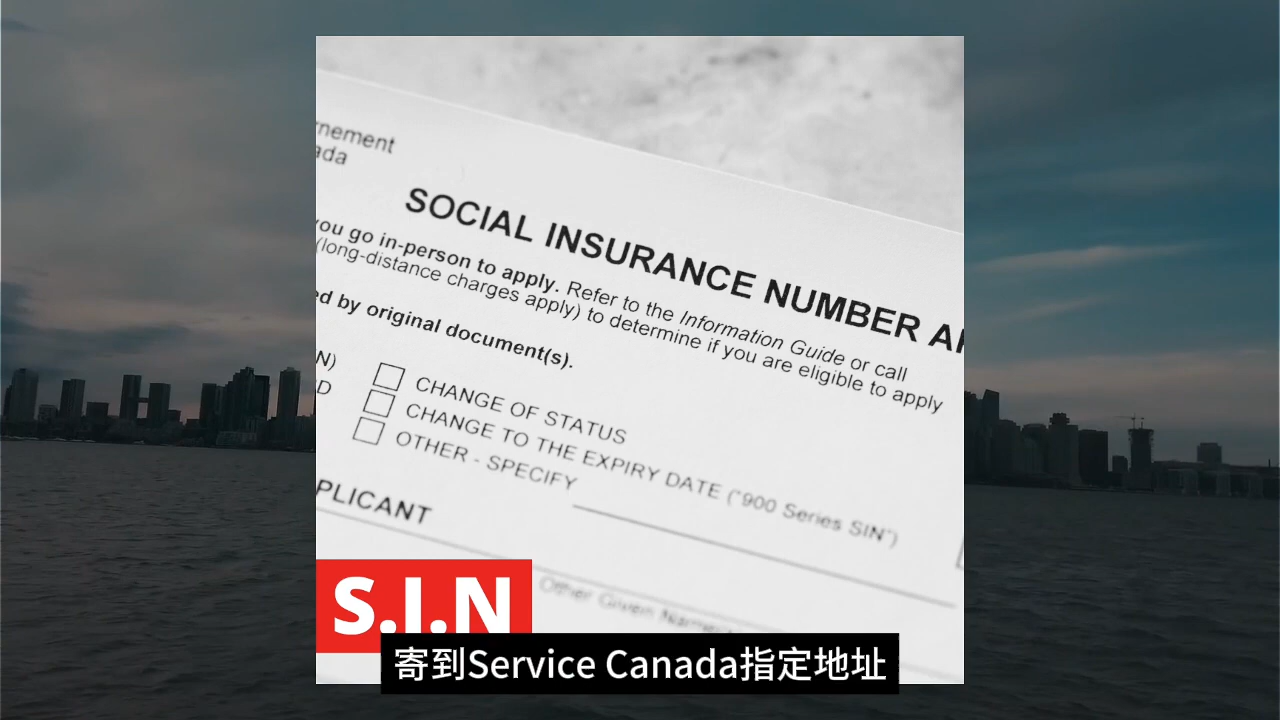 rnement
ada
SOCIAL INSURANCE NUMBER
you go in-person to apply. Refer to the Information Guide or call
(long-distance charges apply) to determine if you are eligible to apply
ed by original document(s).
N)
CHANGE OF STATUS
D
CHANGE TO THE EXPIRY DATE ("900 Series SIN")
OTHER - SPECIFY
PLICANT
Other Given Name
S.I.N
寄到Service Canada指定地址